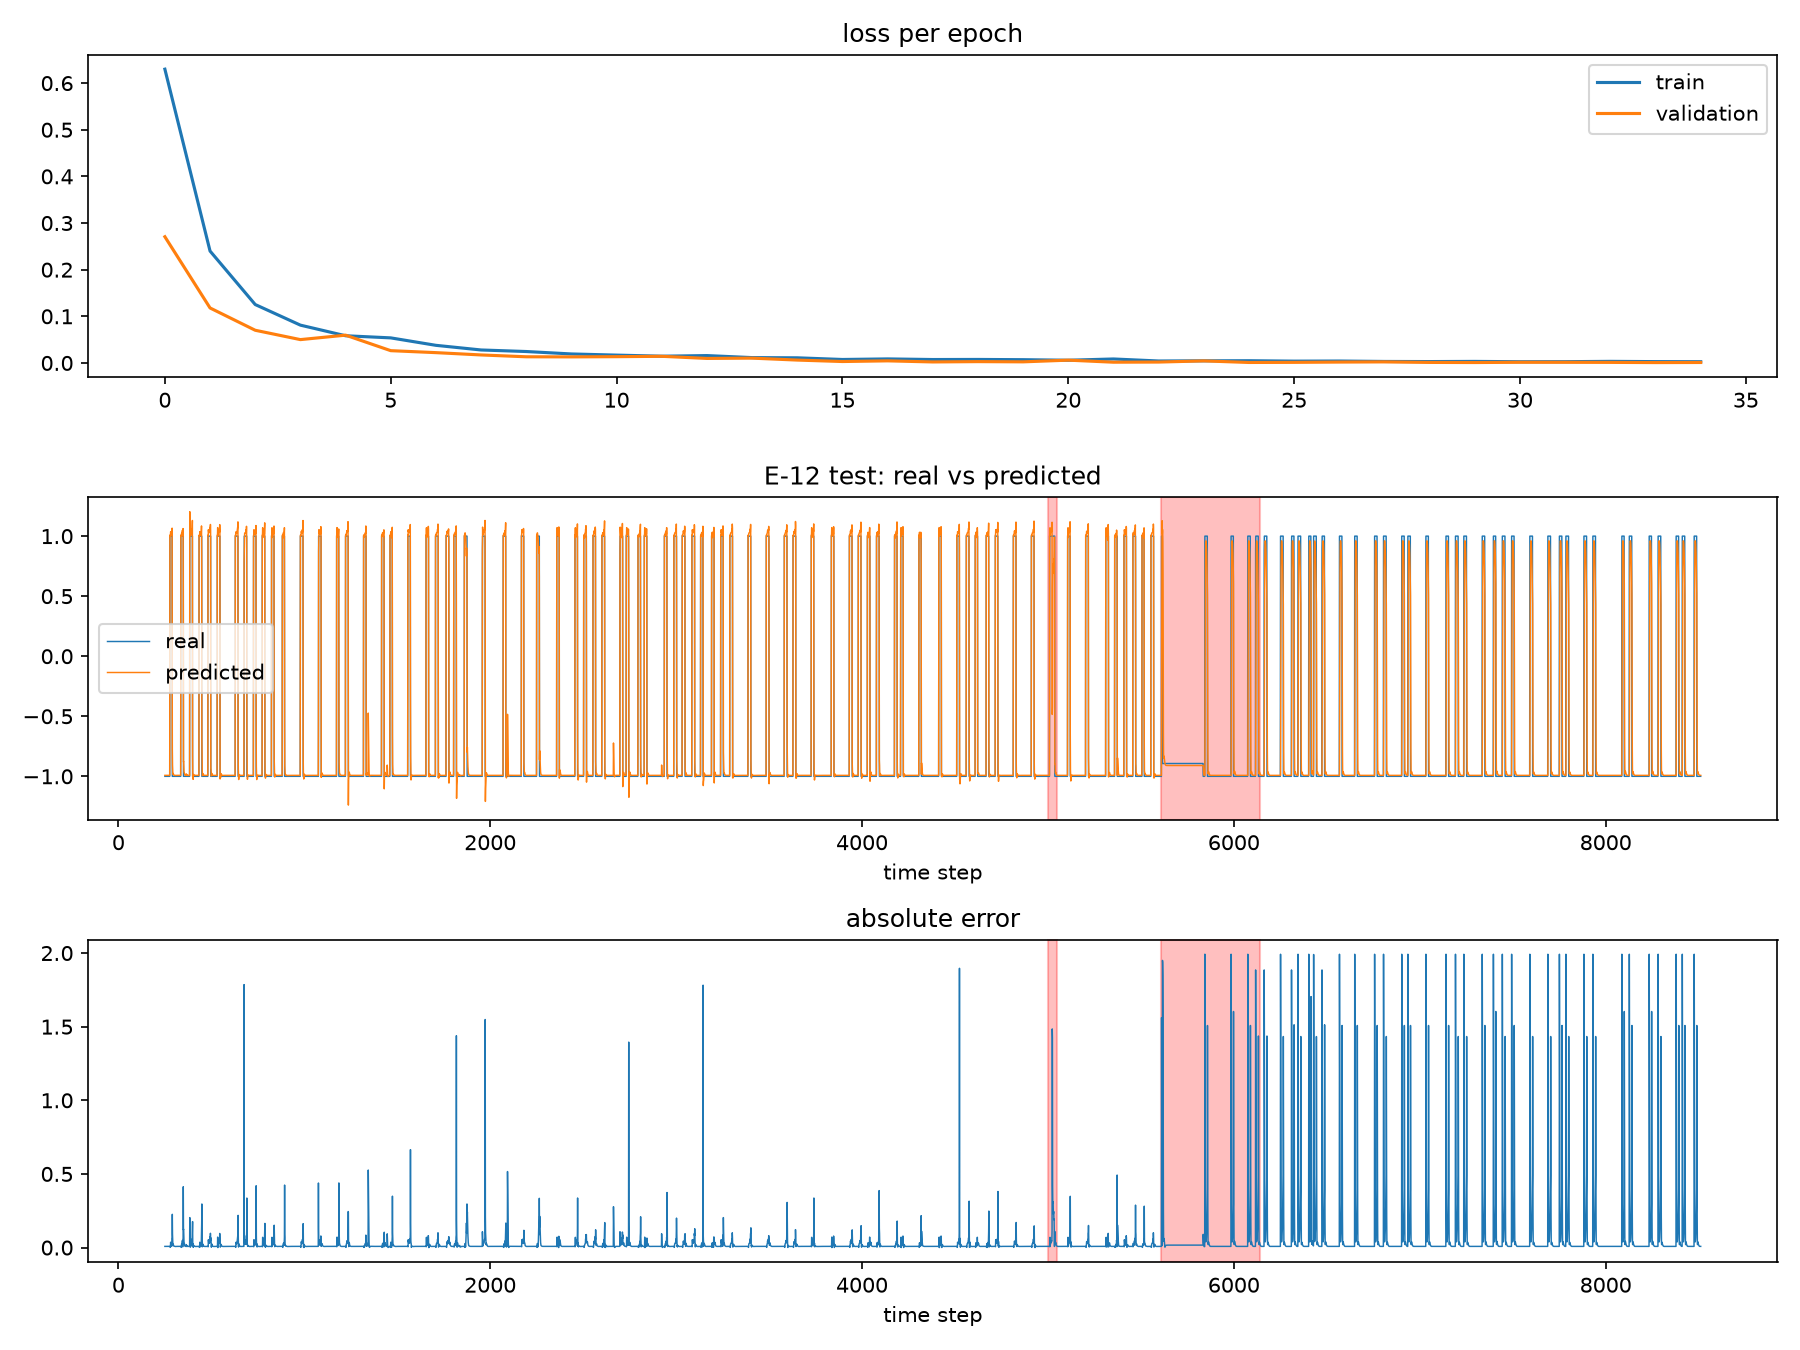 loss per epoch
0.6
0.5
0.4
0.3
0.2
0.1
0.0
train
validation
0 5 10 15 20 25 30 35
E-12 test: real vs predicted
1.0
0.5
0.0
−0.5
−1.0
real
predicted
0 2000 4000 6000 8000
time step
absolute error
2.0
1.5
1.0
0.5
0.0
0 2000 4000 6000 8000
time step